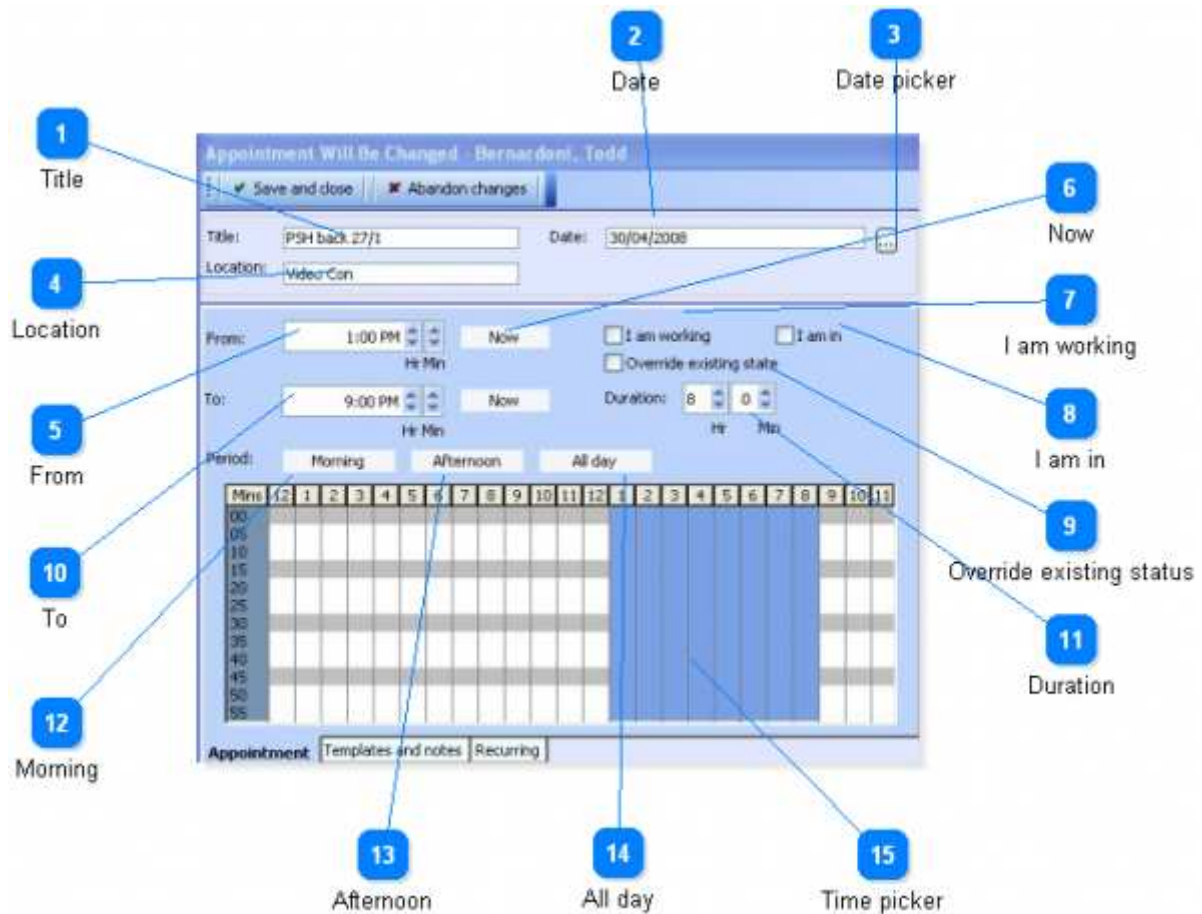 2
Date
3
Date picker
1
Title
Appointment Will Be Changed - Bernardoni, Todd
Save and close
Abandon changes
6
Now
Title:
PSH back 27/1
Date:
30/04/2008
...
4
Location
Location:
Video Con
7
I am working
From:
1:00 PM
Now
I am working
I am in
Hr Min
Override existing state
8
I am in
5
From
To:
9:00 PM
Now
Duration:
8
0
Hr Min
Hr
Min
Period:
Morning
Afternoon
All day
Mins 12 1 2 3 4 5 6 7 8 9 10 11 12 1 2 3 4 5 6 7 8 9 10 11
00
05
10
15
20
25
30
35
40
45
50
55
9
Override existing status
10
To
11
Duration
12
Morning
Appointment
Templates and notes
Recurring
13
Afternoon
14
All day
15
Time picker